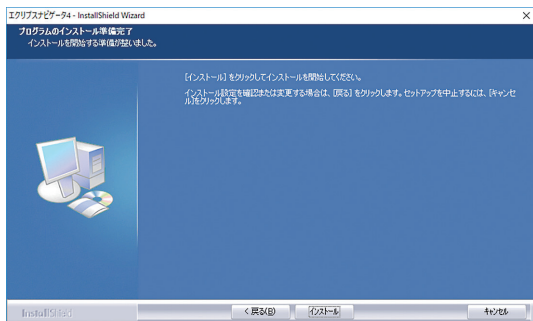 エクリプスナビゲータ4 - InstallShield Wizard
プログラムのインストール準備完了
インストールを開始する準備が整いました。
[インストール] をクリックしてインストールを開始してください。
インストール設定を確認または変更する場合は、[戻る] をクリックします。セットアップを中止するには、[キャンセ
ル]をクリックします。
InstallShield
< 戻る(B)
インストール
キャンセル